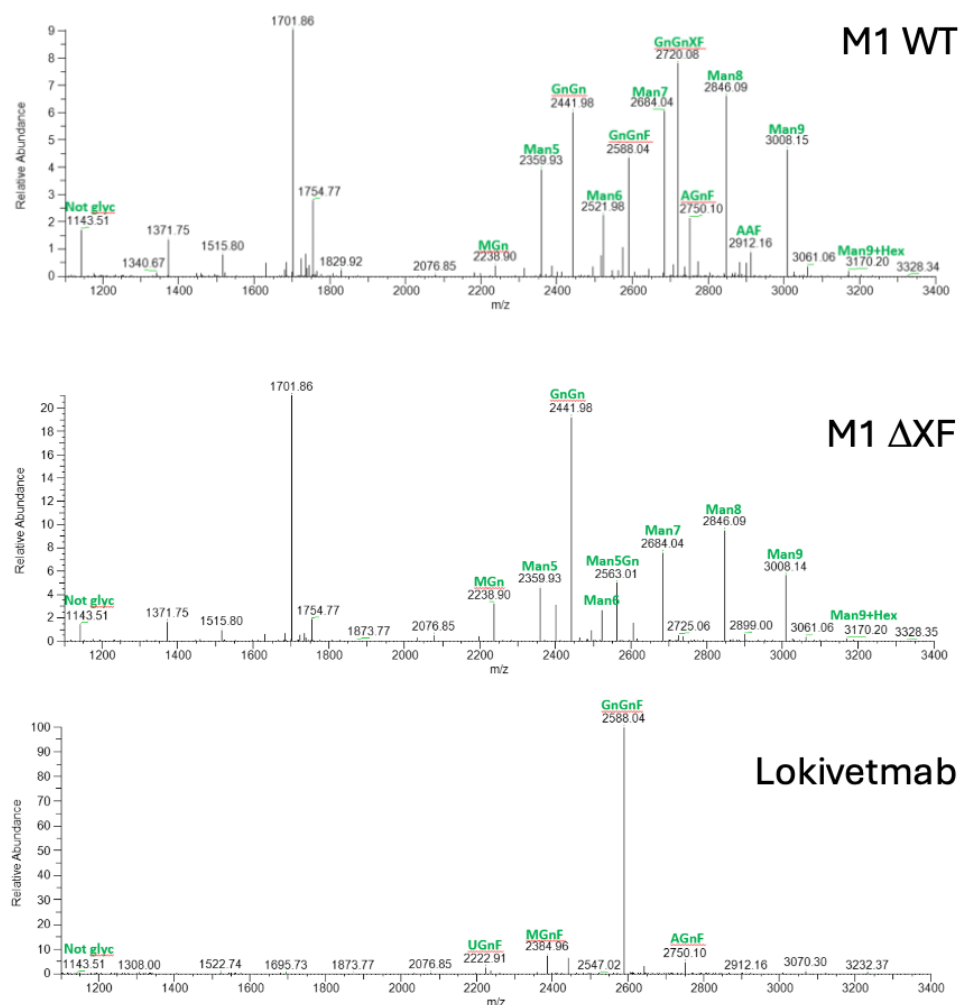 M1 WT
Relative Abundance
9
8
7
6
5
4
3
2
1
0
1701.86
GnGnXF
2720.08
Man8
2846.09
GnGn
2441.98
Man7
2684.04
GnGnF
2588.04
Man9
3008.15
Man5
2359.93
Man6
2521.98
AGnF
2750.10
AAF
2912.16
Not glyc
1143.51
1340.67
1371.75
1515.80
1754.77
1829.92
2076.85
MGn
2238.90
3061.06
Man9+Hex
3170.20
3328.34
1200 1400 1600 1800 2000 2200 2400 2600 2800 3000 3200 3400
m/z
M1 ΔXF
Relative Abundance
20
18
16
14
12
10
8
6
4
2
0
1701.86
GnGn
2441.98
Man8
2846.09
Man7
2684.04
Man9
3008.14
Man5Gn
2563.01
Man5
2359.93
MGn
2238.90
Man6
Not glyc
1143.51
1371.75
1515.80
1754.77
1873.77
2076.85
2725.06
2899.00
3061.06
Man9+Hex
3170.20
3328.35
1200 1400 1600 1800 2000 2200 2400 2600 2800 3000 3200 3400
m/z
Lokivetmab
Relative Abundance
100
90
80
70
60
50
40
30
20
10
0
GnGnF
2588.04
Not glyc
1143.51
1308.00
1522.74
1695.73
1873.77
2076.85
UGnF
2222.91
MGnF
2384.96
2547.02
AGnF
2750.10
2912.16
3070.30
3232.37
1200 1400 1600 1800 2000 2200 2400 2600 2800 3000 3200 3400
m/z